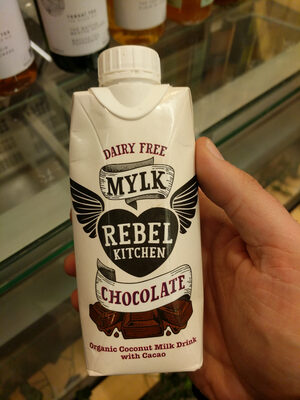 DAIRY FREE
MYLK
REBEL
KITCHEN
CHOCOLATE
Organic Coconut Milk Drink
with Cacao